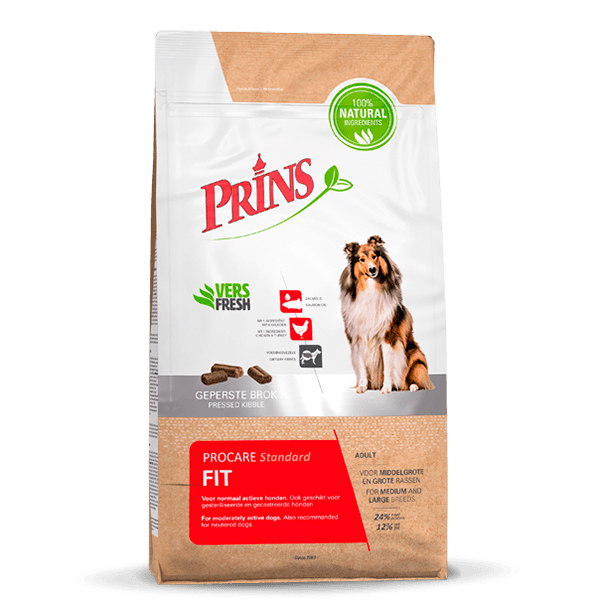 100%
NATURAL
INGREDIENTS
PRINS
VERS
FRESH
GEPERSTE BROK
PRESSED KIBBLE
PROCARE Standard
FIT
Voor normaal actieve honden. Ook geschikt voor
gesteriliseerde en gecastreerde honden
For moderately active dogs. Also recommended
for neutered dogs
ADULT
VOOR MIDDELGROTE
EN GROTE RASSEN
FOR MEDIUM AND
LARGE BREEDS
24%
12%